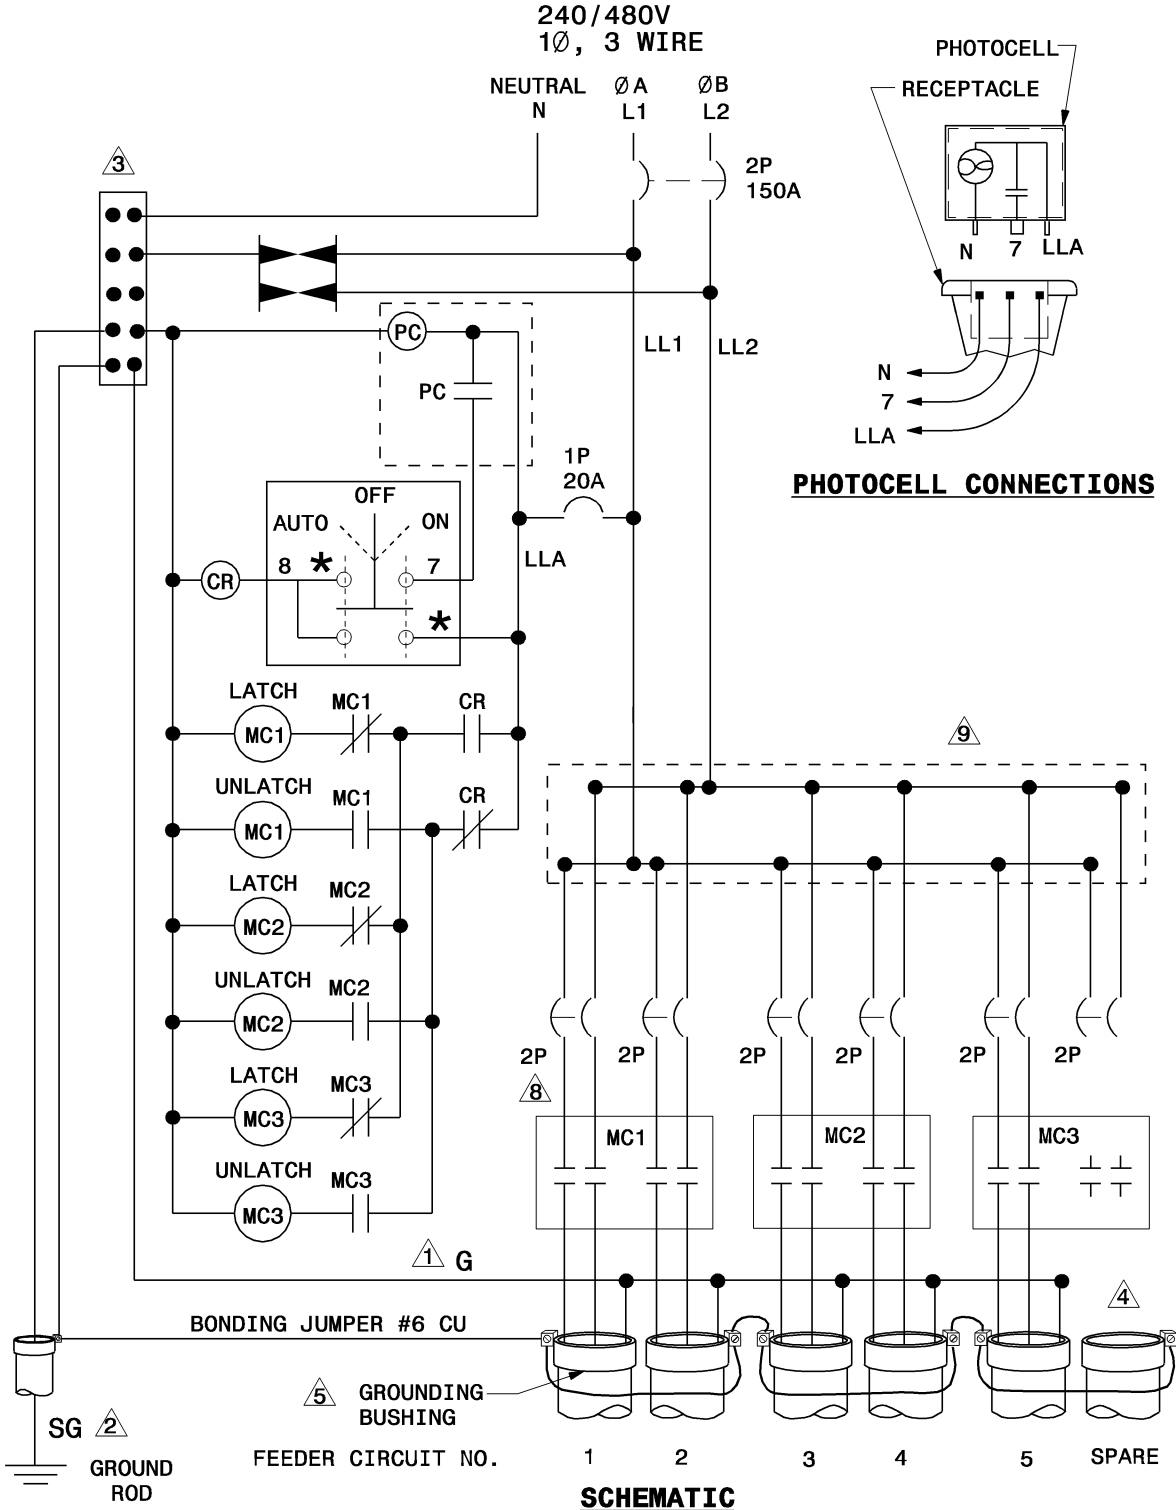 240/480V
1Ø, 3 WIRE
NEUTRAL
N
ØA
L1
ØB
L2
2P
150A
PHOTOCELL
RECEPTACLE
N
7
LLA
N
7
LLA
PHOTOCELL CONNECTIONS
3
LL1
LL2
PC
PC
1P
20A
LLA
OFF
AUTO
ON
8
*
7
*
CR
LATCH
MC1
MC1
CR
UNLATCH
MC1
MC1
CR
LATCH
MC2
MC2
UNLATCH
MC2
MC2
LATCH
MC3
MC3
UNLATCH
MC3
MC3
9
2P
2P
2P
2P
2P
2P
8
MC1
MC2
MC3
1
G
4
BONDING JUMPER #6 CU
5
GROUNDING
BUSHING
SG
2
GROUND
ROD
FEEDER CIRCUIT NO.
1
2
3
4
5
SPARE
SCHEMATIC